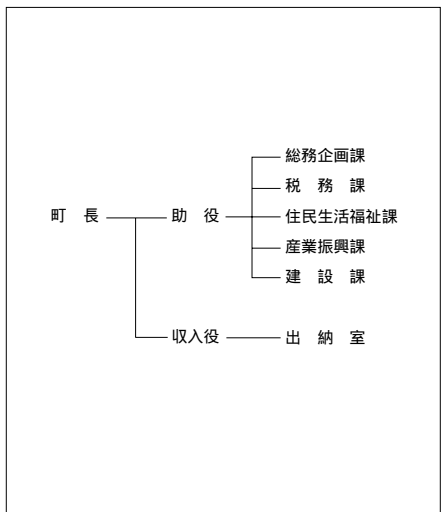 総務企画課
税　務　課
町　長　助　役　住民生活福祉課
産業振興課
建　設　課
収入役　出　納　室